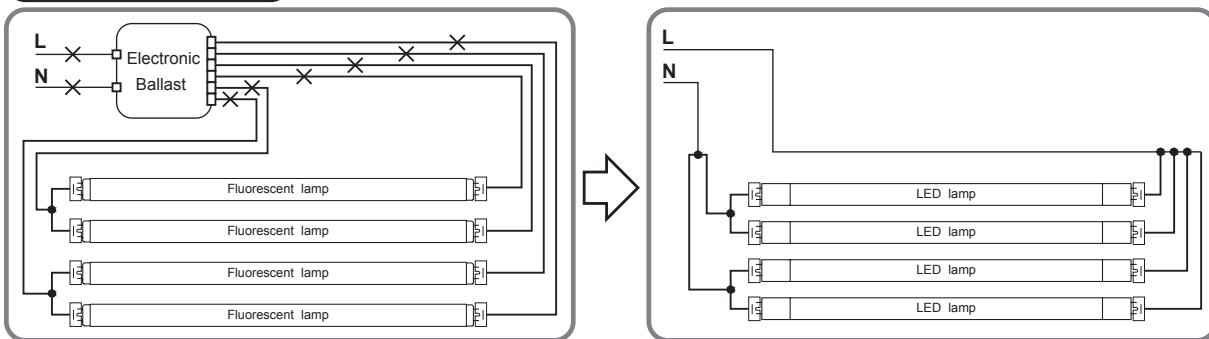 L
N
Electronic
Ballast
Fluorescent lamp
Fluorescent lamp
Fluorescent lamp
Fluorescent lamp
L
N
LED lamp
LED lamp
LED lamp
LED lamp